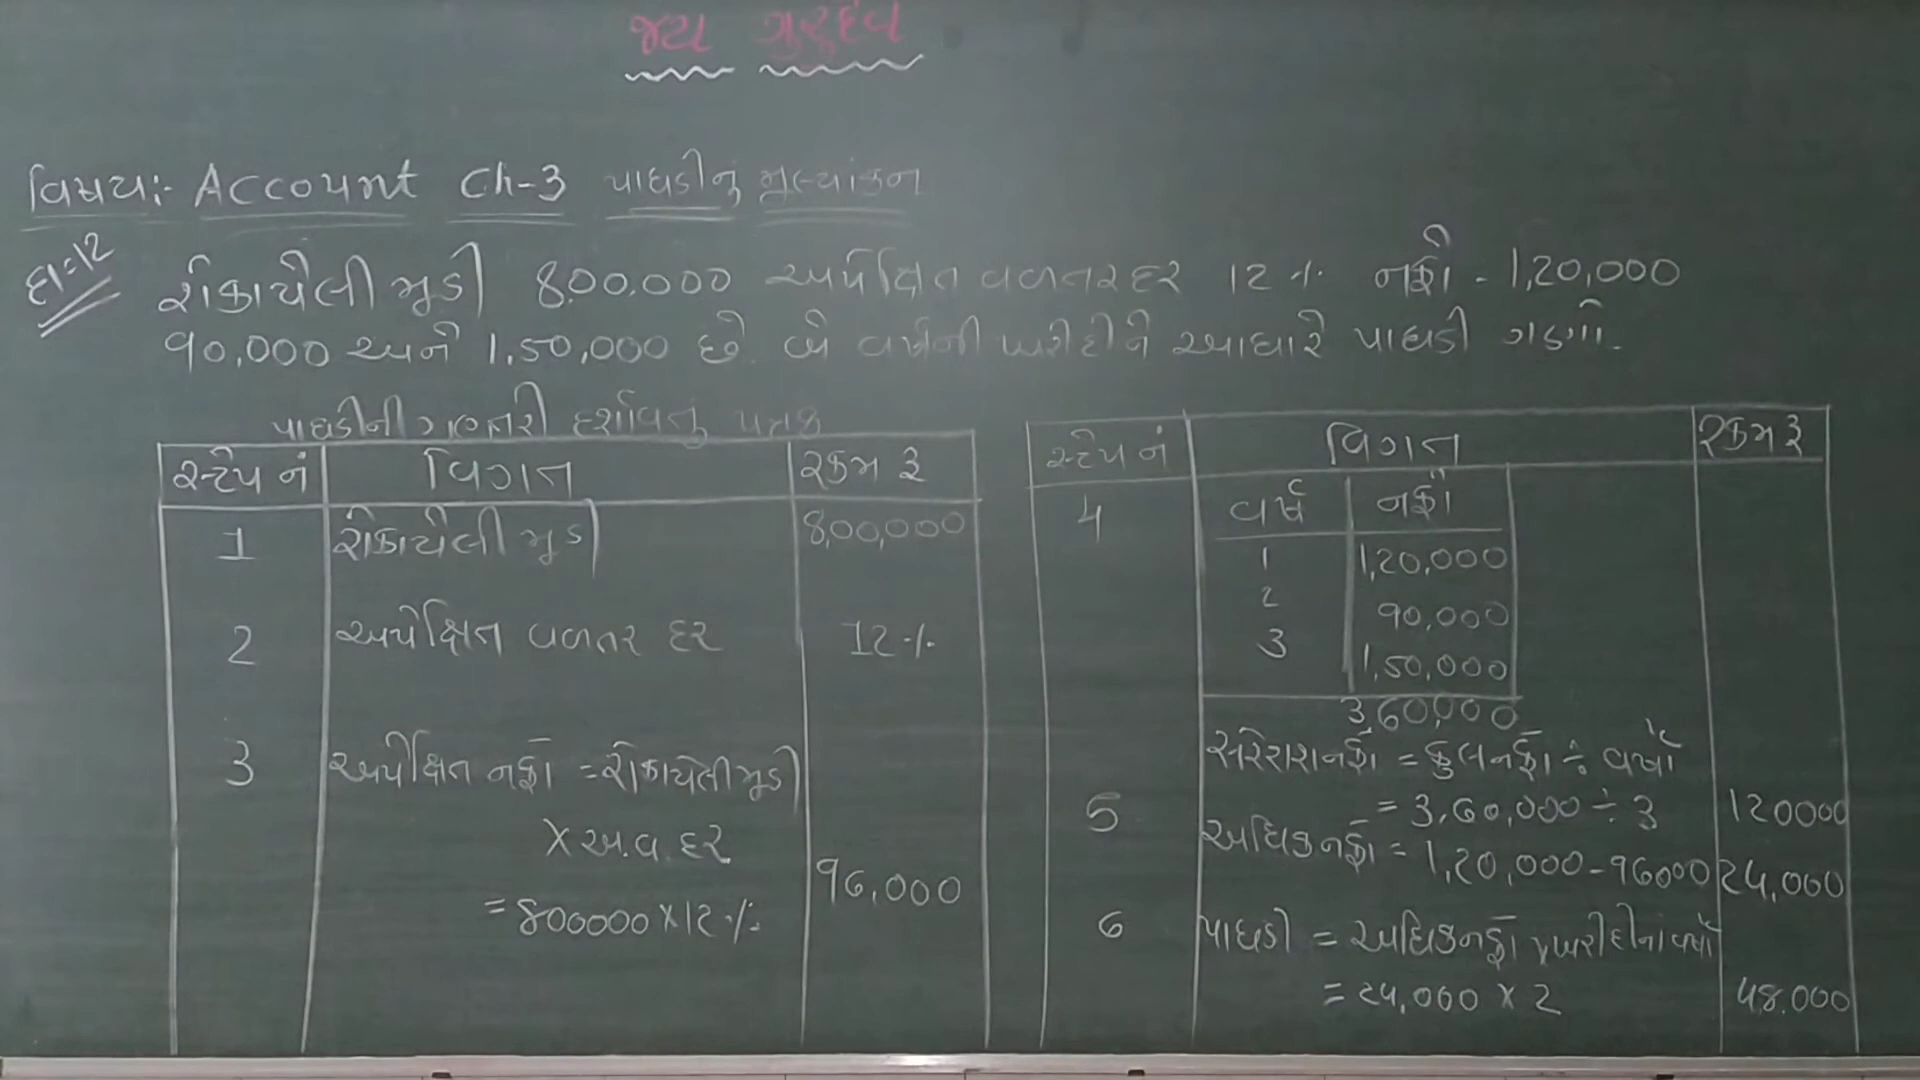 જય ગુરુદેવ
વિષય:- Account Ch-3 પાઘડીનું મૂલ્યાંકન
દા=12
રોકાયેલી મૂડી 8,00,000 અપેક્ષિત વળતર દર 12 % નફો - 1,20,000
90,000 અને 1,50,000 છે. બે વર્ષની ખરીદીને આધારે પાઘડી ગણો.
પાઘડીની ગણતરી દર્શાવતું પત્રક
સ્ટેપ નં વિગત રકમ રૂ
1 રોકાયેલી મૂડી 8,00,000
2 અપેક્ષિત વળતર દર 12 %
3 અપેક્ષિત નફો = રોકાયેલી મૂડી
X અ.વ. દર
= 800000 X 12 % 96,000
સ્ટેપ નં વિગત રકમ રૂ
4 વર્ષ નફો
1 1,20,000
2 90,000
3 1,50,000
3,60,000
સરેરાશ નફો = કુલ નફો ÷ વર્ષો
= 3,60,000 ÷ 3 120000
5 અધિક નફો = 1,20,000 - 96000 24,000
6 પાઘડી = અધિક નફો X ખરીદીનાં વર્ષો
= 24,000 X 2 48,000